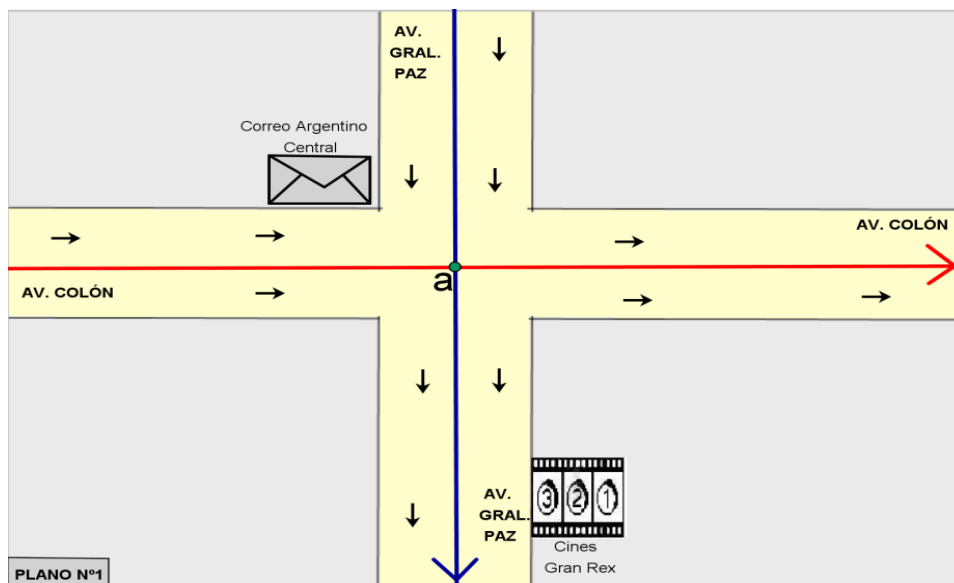 AV.
GRAL.
PAZ
Correo Argentino
Central
AV. COLÓN
a
AV. COLÓN
3 2 1
AV.
GRAL.
PAZ
Cines
Gran Rex
PLANO Nº1